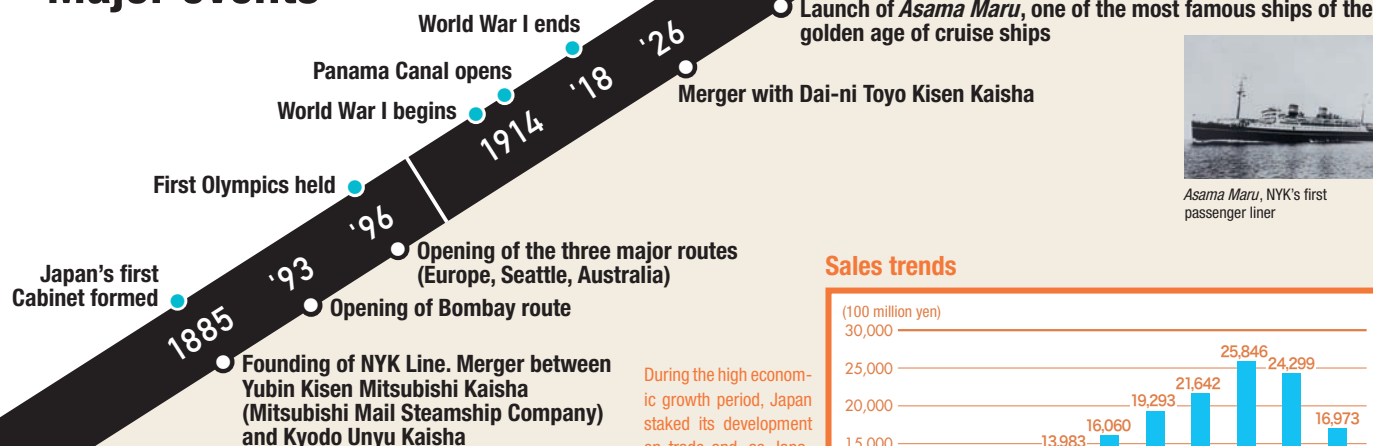 Major events
World War I ends
Panama Canal opens
World War I begins
First Olympics held
Japan's first
Cabinet formed
1885
'93
'96
1914
'18
'26
Launch of Asama Maru, one of the most famous ships of the
golden age of cruise ships
Merger with Dai-ni Toyo Kisen Kaisha
Opening of the three major routes
(Europe, Seattle, Australia)
Opening of Bombay route
Founding of NYK Line. Merger between
Yubin Kisen Mitsubishi Kaisha
(Mitsubishi Mail Steamship Company)
and Kyodo Unyu Kaisha
Asama Maru, NYK's first
passenger liner
During the high econom-
ic growth period, Japan
staked its development
on trade and, as Japa-
Sales trends
(100 million yen)
30,000
25,000
20,000
15,000
13,983
16,060
19,293
21,642
25,846
24,299
16,973